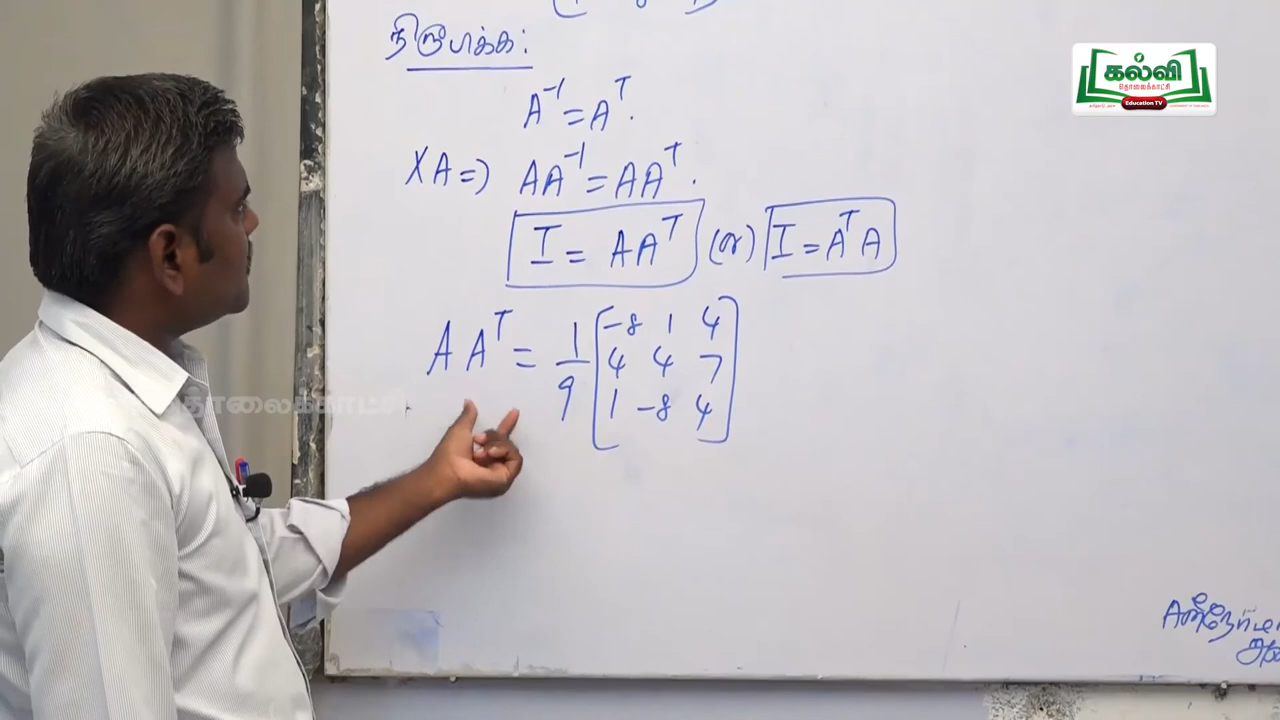 நிரூபிக்க:
A⁻¹ = Aᵀ.
XA ⇒ AA⁻¹ = AAᵀ.
I = AAᵀ (or) I = AᵀA
AAᵀ = 1/9 [-8 1 4
4 4 7
1 -8 4]
கல்வி
தொலைக்காட்சி
Education TV
தொலைக்காட்சி